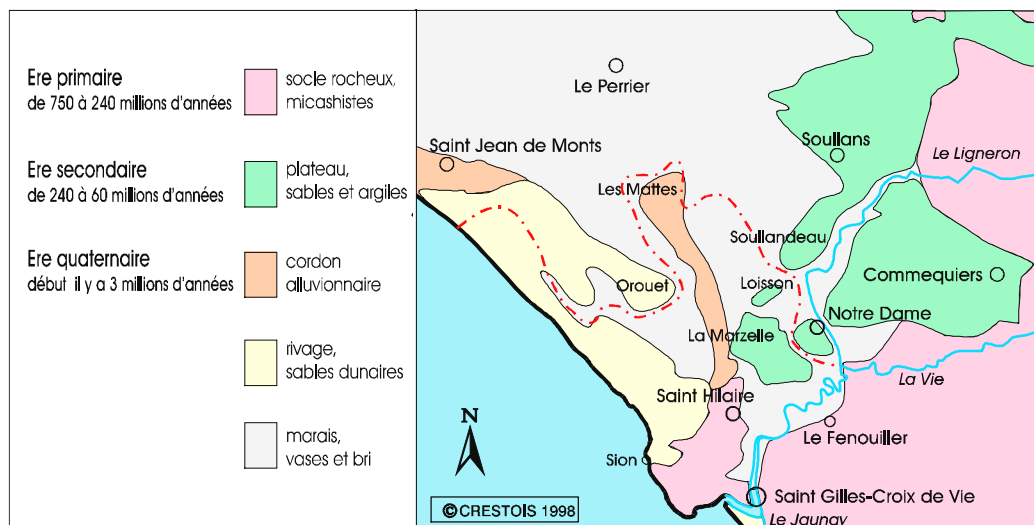 Ere primaire
de 750 à 240 millions d'années
socle rocheux,
micashistes
Ere secondaire
de 240 à 60 millions d'années
plateau,
sables et argiles
Ere quaternaire
début il y a 3 millions d'années
cordon
alluvionnaire
rivage,
sables dunaires
marais,
vases et bri
Le Perrier
Saint Jean de Monts
Soullans
Le Ligneron
Les Mattes
Soullandeau
Commequiers
Orouet
Loisson
Notre Dame
La Marzelle
La Vie
Saint Hilaire
N
Le Fenouiller
Sion
Saint Gilles-Croix de Vie
© CRESTOIS 1998
Le Jaunay